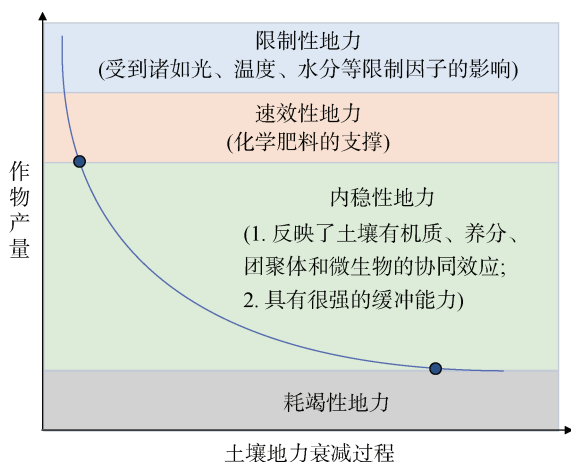 限制性地力
(受到诸如光、温度、水分等限制因子的影响)
速效性地力
(化学肥料的支撑)
作物产量
内稳性地力
(1. 反映了土壤有机质、养分、
团聚体和微生物的协同效应;
2. 具有很强的缓冲能力)
耗竭性地力
土壤地力衰减过程